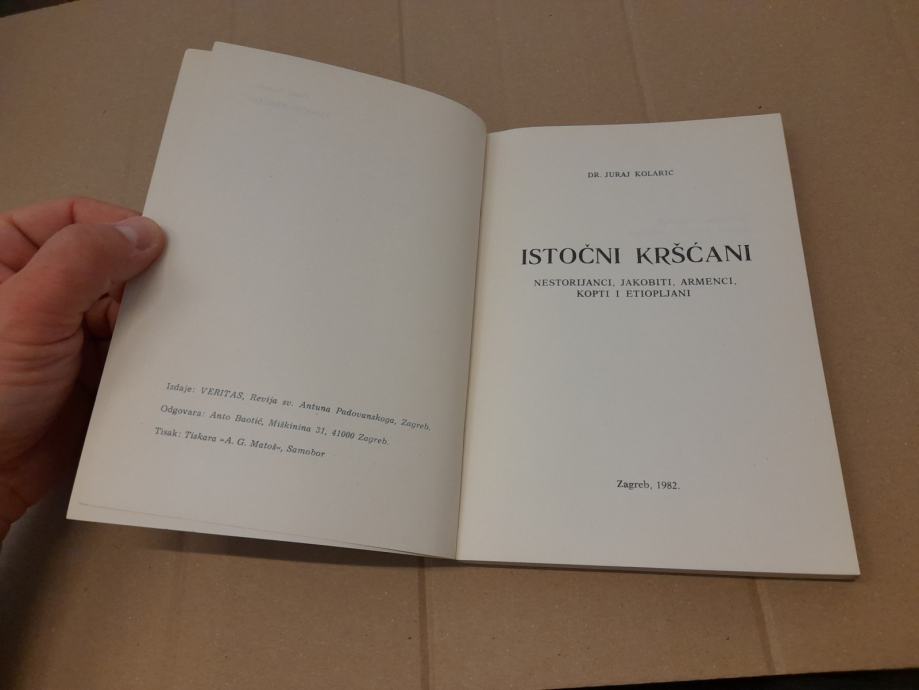 Izdaje: VERITAS, Revija sv. Antuna Padovanskoga, Zagreb.
Odgovara: Anto Baotić, Miškinina 31, 41000 Zagreb.
Tisak: Tiskara »A. G. Matoš«, Samobor
DR. JURAJ KOLARIĆ
ISTOČNI KRŠĆANI
NESTORIJANCI, JAKOBITI, ARMENCI,
KOPTI I ETIOPLJANI
Zagreb, 1982.